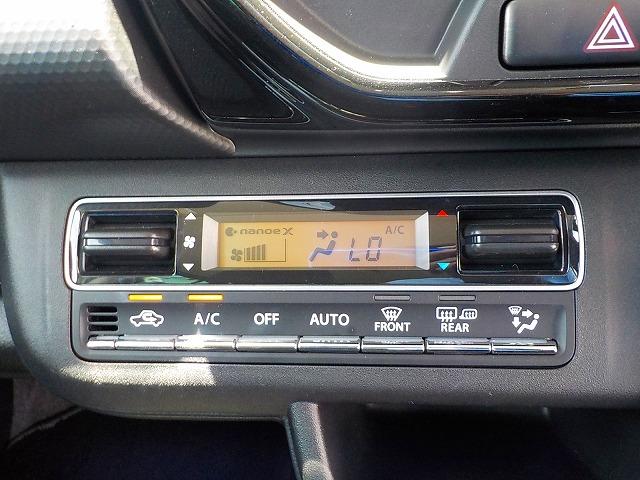 nanoeX
A/C
LO
A/C
OFF
AUTO
FRONT
REAR